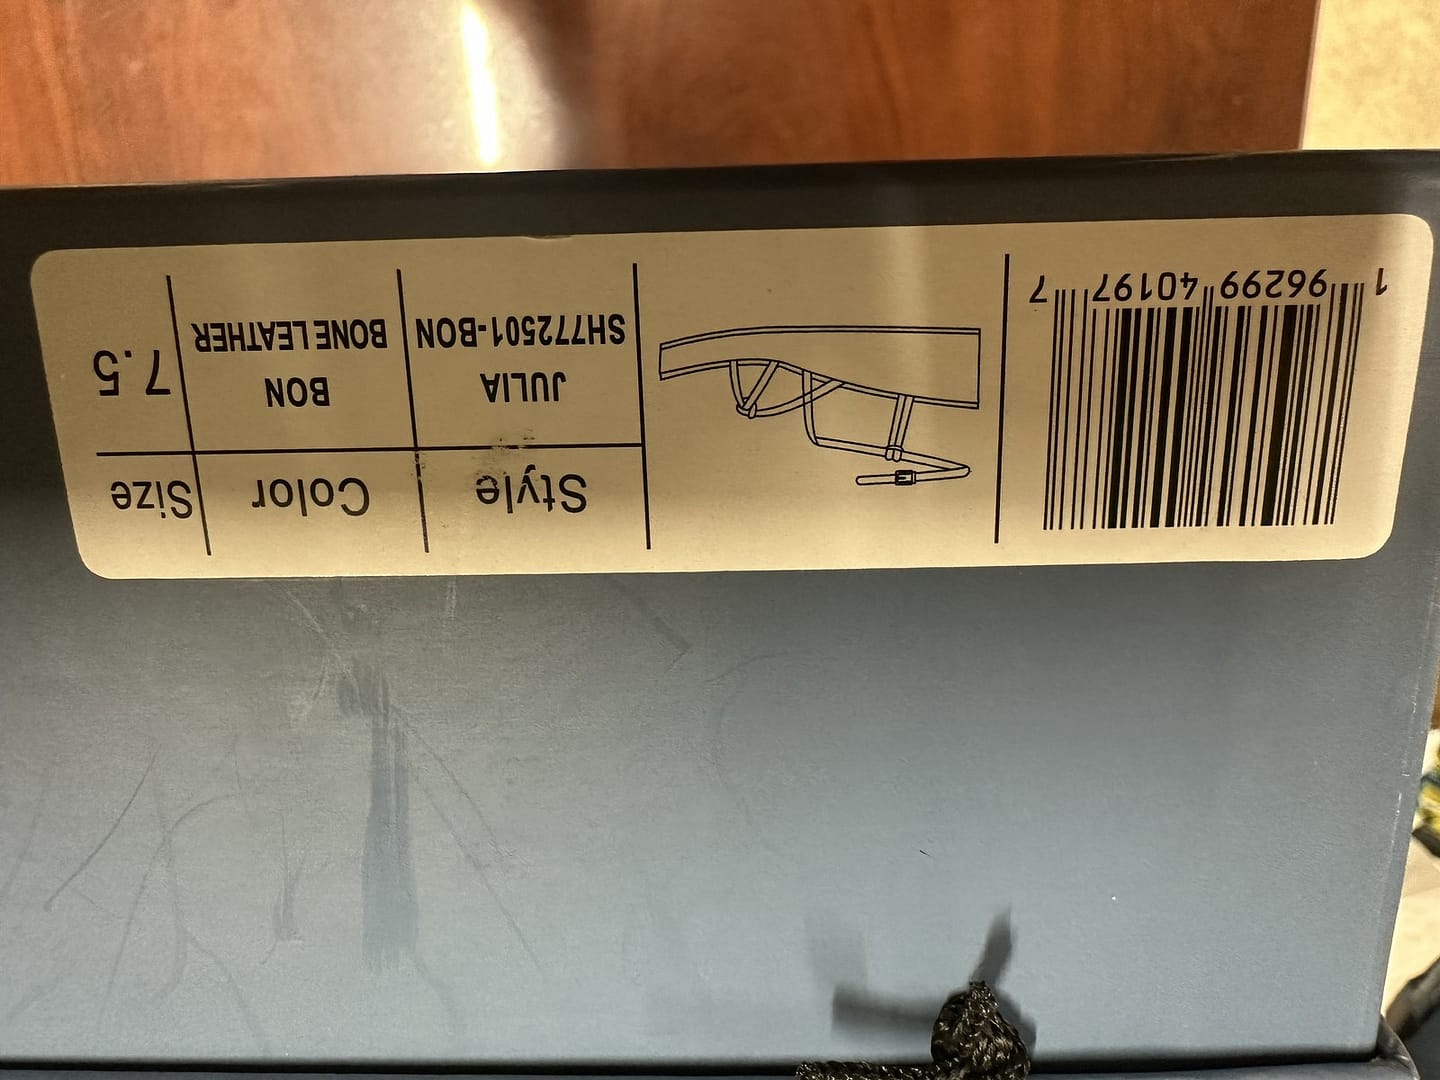 1 96299 40197 7
Style
JULIA
SH772501-BON
Color
BON
BONE LEATHER
Size
7.5